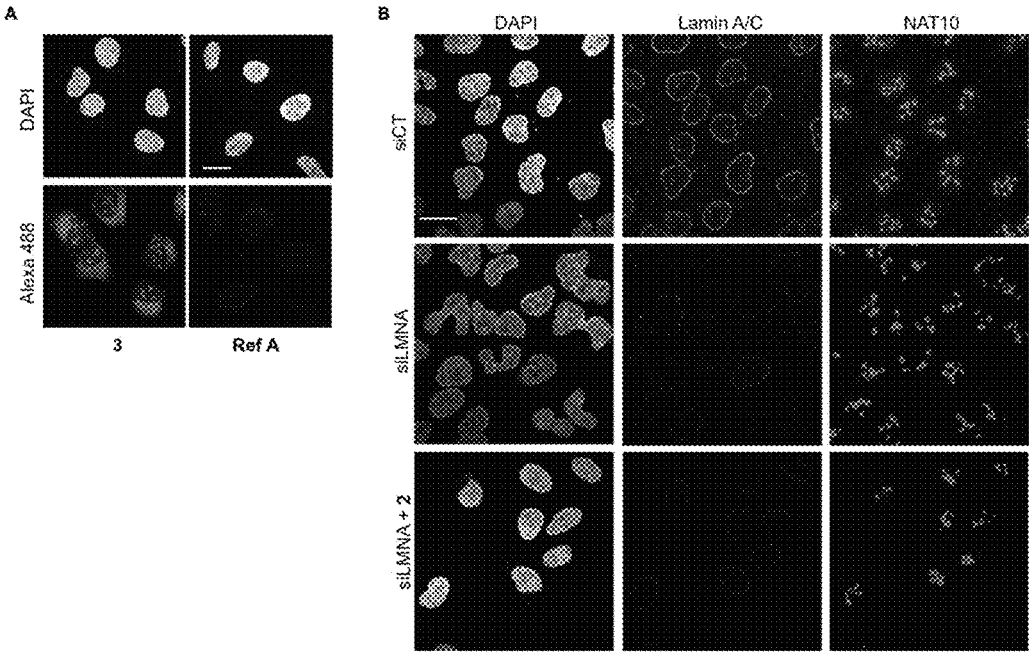 A
DAPI
Alexa 488
3
Ref A
B
DAPI
Lamin A/C
NAT10
siCT
siLMNA
siLMNA + 2